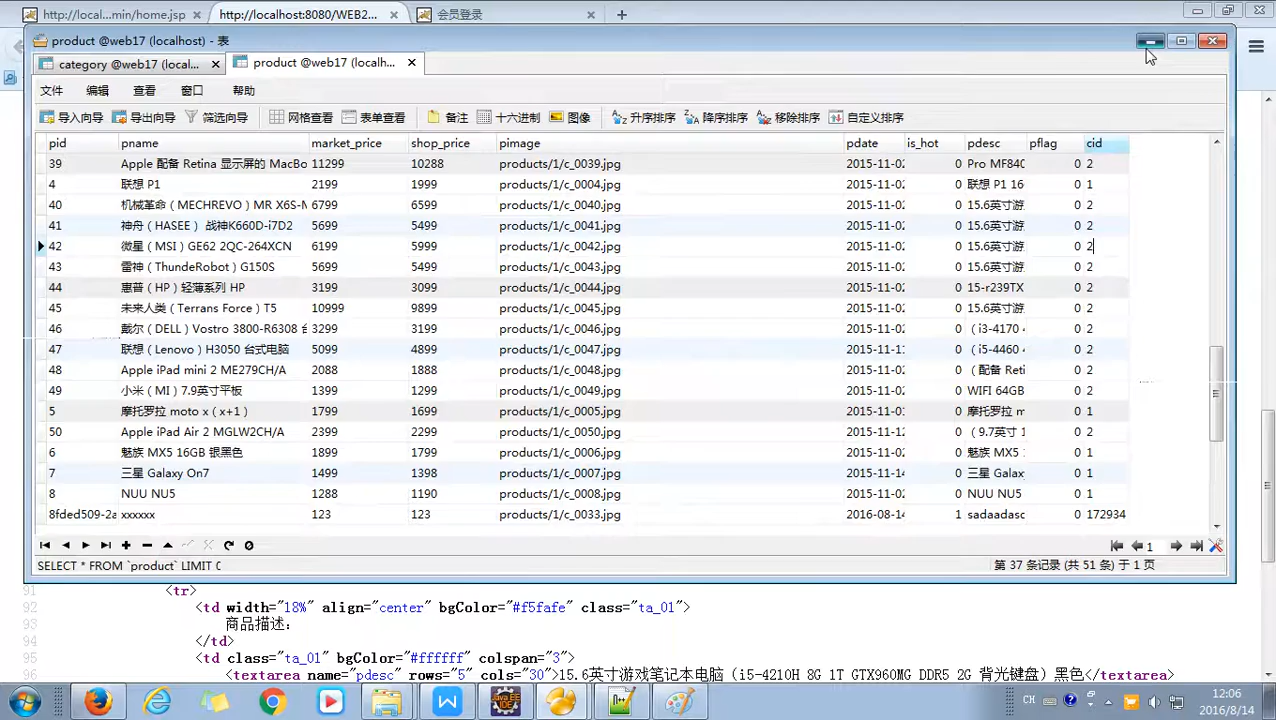 http://local...min/home.jsp
http://localhost:8080/WEB2...
会员登录
product @web17 (localhost) - 表
category @web17 (local...
product @web17 (localh...
文件 编辑 查看 窗口 帮助
导入向导 导出向导 筛选向导 网格查看 表单查看 备注 十六进制 图像 升序排序 降序排序 移除排序 自定义排序
pid pname market_price shop_price pimage pdate is_hot pdesc pflag cid
39 Apple 配备 Retina 显示屏的 MacBo 11299 10288 products/1/c_0039.jpg 2015-11-02 0 Pro MF840 0 2
4 联想 P1 2199 1999 products/1/c_0004.jpg 2015-11-02 0 联想 P1 16 0 1
40 机械革命（MECHREVO）MR X6S-M 6799 6599 products/1/c_0040.jpg 2015-11-02 0 15.6英寸游 0 2
41 神舟（HASEE） 战神K660D-i7D2 5699 5499 products/1/c_0041.jpg 2015-11-02 0 15.6英寸游 0 2
42 微星（MSI）GE62 2QC-264XCN 6199 5999 products/1/c_0042.jpg 2015-11-02 0 15.6英寸游 0 2
43 雷神（ThundeRobot）G150S 5699 5499 products/1/c_0043.jpg 2015-11-02 0 15.6英寸游 0 2
44 惠普（HP）轻薄系列 HP 3199 3099 products/1/c_0044.jpg 2015-11-02 0 15-r239TX 0 2
45 未来人类（Terrans Force）T5 10999 9899 products/1/c_0045.jpg 2015-11-02 0 15.6英寸游 0 2
46 戴尔（DELL）Vostro 3800-R6308 台 3299 3199 products/1/c_0046.jpg 2015-11-02 0 （i3-4170 0 2
47 联想（Lenovo）H3050 台式电脑 5099 4899 products/1/c_0047.jpg 2015-11-11 0 （i5-4460 0 2
48 Apple iPad mini 2 ME279CH/A 2088 1888 products/1/c_0048.jpg 2015-11-02 0 （配备 Reti 0 2
49 小米（MI）7.9英寸平板 1399 1299 products/1/c_0049.jpg 2015-11-02 0 WIFI 64GB 0 2
5 摩托罗拉 moto x（x+1） 1799 1699 products/1/c_0005.jpg 2015-11-01 0 摩托罗拉 m 0 1
50 Apple iPad Air 2 MGLW2CH/A 2399 2299 products/1/c_0050.jpg 2015-11-12 0 （9.7英寸 1 0 2
6 魅族 MX5 16GB 银黑色 1899 1799 products/1/c_0006.jpg 2015-11-02 0 魅族 MX5 0 1
7 三星 Galaxy On7 1499 1398 products/1/c_0007.jpg 2015-11-14 0 三星 Galax 0 1
8 NUU NU5 1288 1190 products/1/c_0008.jpg 2015-11-02 0 NUU NU5 0 1
8fded509-2a xxxxxx 123 123 products/1/c_0033.jpg 2016-08-14 1 sadaadasc 0 172934
1
SELECT * FROM `product` LIMIT 0
第 37 条记录 (共 51 条) 于 1 页
91 <tr>
92 <td width="18%" align="center" bgColor="#f5fafe" class="ta_01">
93 商品描述：
94 </td>
95 <td class="ta_01" bgColor="#ffffff" colspan="3">
96 <textarea name="pdesc" rows="5" cols="30">15.6英寸游戏笔记本电脑（i5-4210H 8G 1T GTX960M DDR5 2G 背光键盘）黑色</textarea>
CH
12:06
2016/8/14